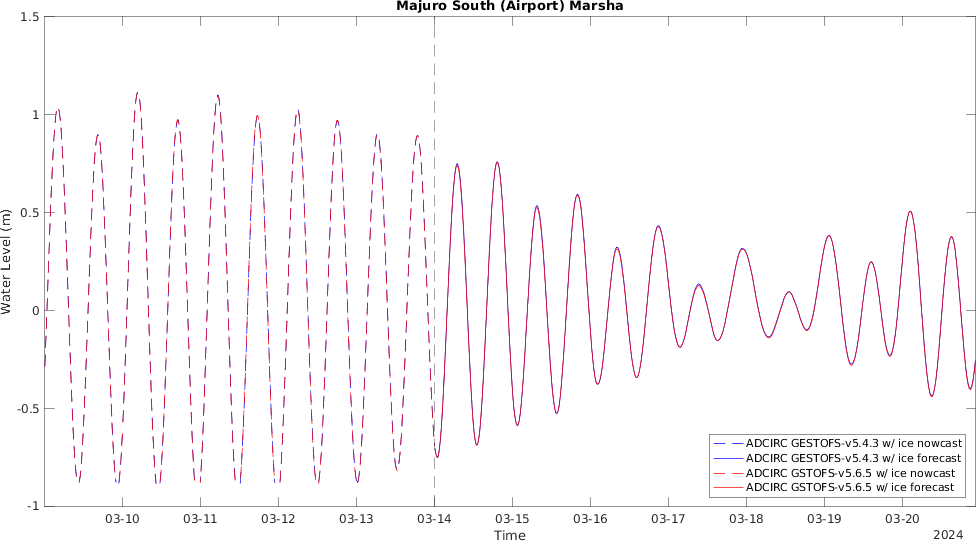 Majuro South (Airport) Marsha
1.5
1
0.5
0
-0.5
-1
Water Level (m)
ADCIRC GESTOFS-v5.4.3 w/ ice nowcast
ADCIRC GESTOFS-v5.4.3 w/ ice forecast
ADCIRC GSTOFS-v5.6.5 w/ ice nowcast
ADCIRC GSTOFS-v5.6.5 w/ ice forecast
03-10 03-11 03-12 03-13 03-14 03-15 03-16 03-17 03-18 03-19 03-20
Time
2024